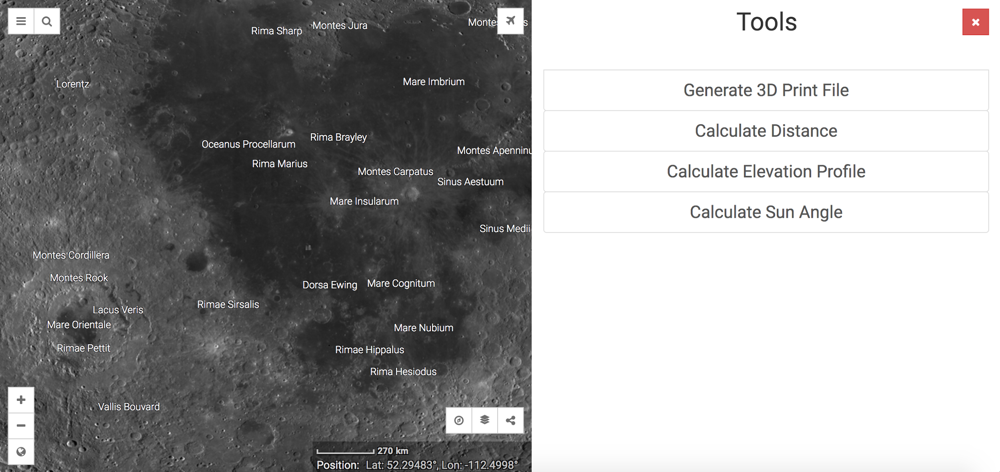 Tools
Generate 3D Print File
Calculate Distance
Calculate Elevation Profile
Calculate Sun Angle
Rima Sharp
Montes Jura
Montes
s
Lorentz
Mare Imbrium
Oceanus Procellarum
Rima Brayley
Montes Apenninu
Rima Marius
Montes Carpatus
Sinus Aestuum
Mare Insularum
Sinus Medii
Montes Cordillera
Montes Rook
Dorsa Ewing
Mare Cognitum
Rimae Sirsalis
Lacus Veris
Mare Orientale
Mare Nubium
Rimae Pettit
Rimae Hippalus
Rima Hesiodus
Vallis Bouvard
270 km
Position: Lat: 52.29483°, Lon: -112.4998°